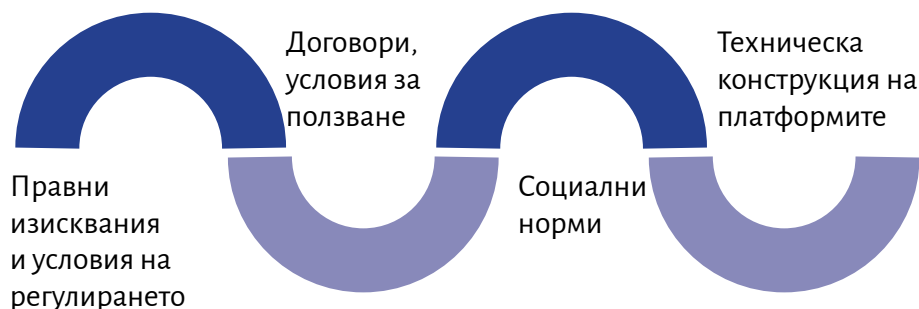 Договори,
условия за
ползване
Техническа
конструкция на
платформите
Правни
изисквания
и условия на
регулирането
Социални
норми